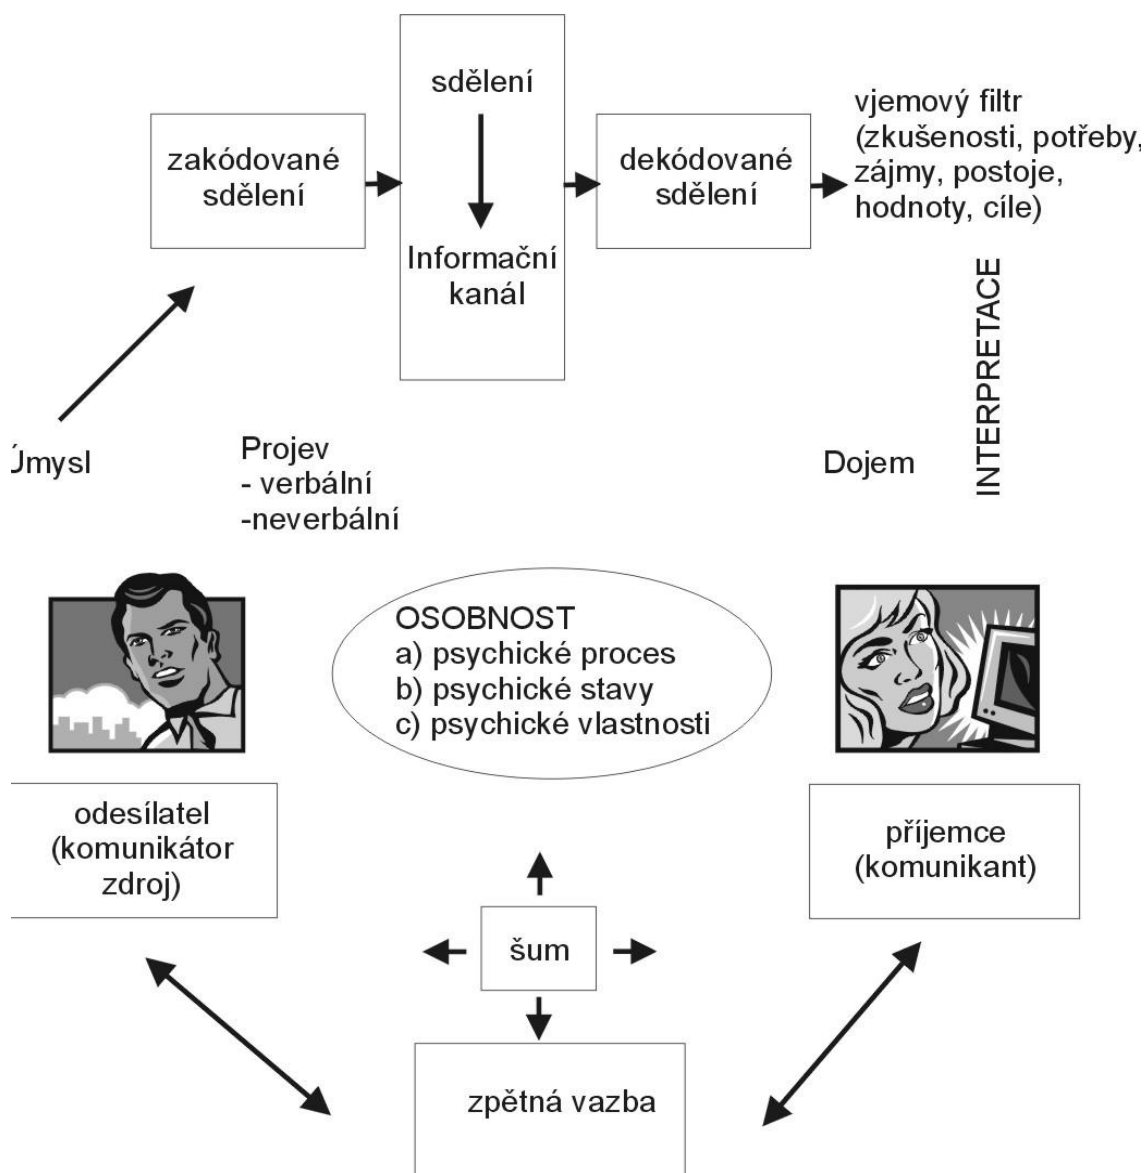 sdělení
zakódované
sdělení
Informační
kanál
dekódované
sdělení
vjemový filtr
(zkušenosti, potřeby,
zájmy, postoje,
hodnoty, cíle)
INTERPRETACE
Úmysl
Projev
- verbální
-neverbální
Dojem
OSOBNOST
a) psychické proces
b) psychické stavy
c) psychické vlastnosti
odesílatel
(komunikátor
zdroj)
příjemce
(komunikant)
šum
zpětná vazba